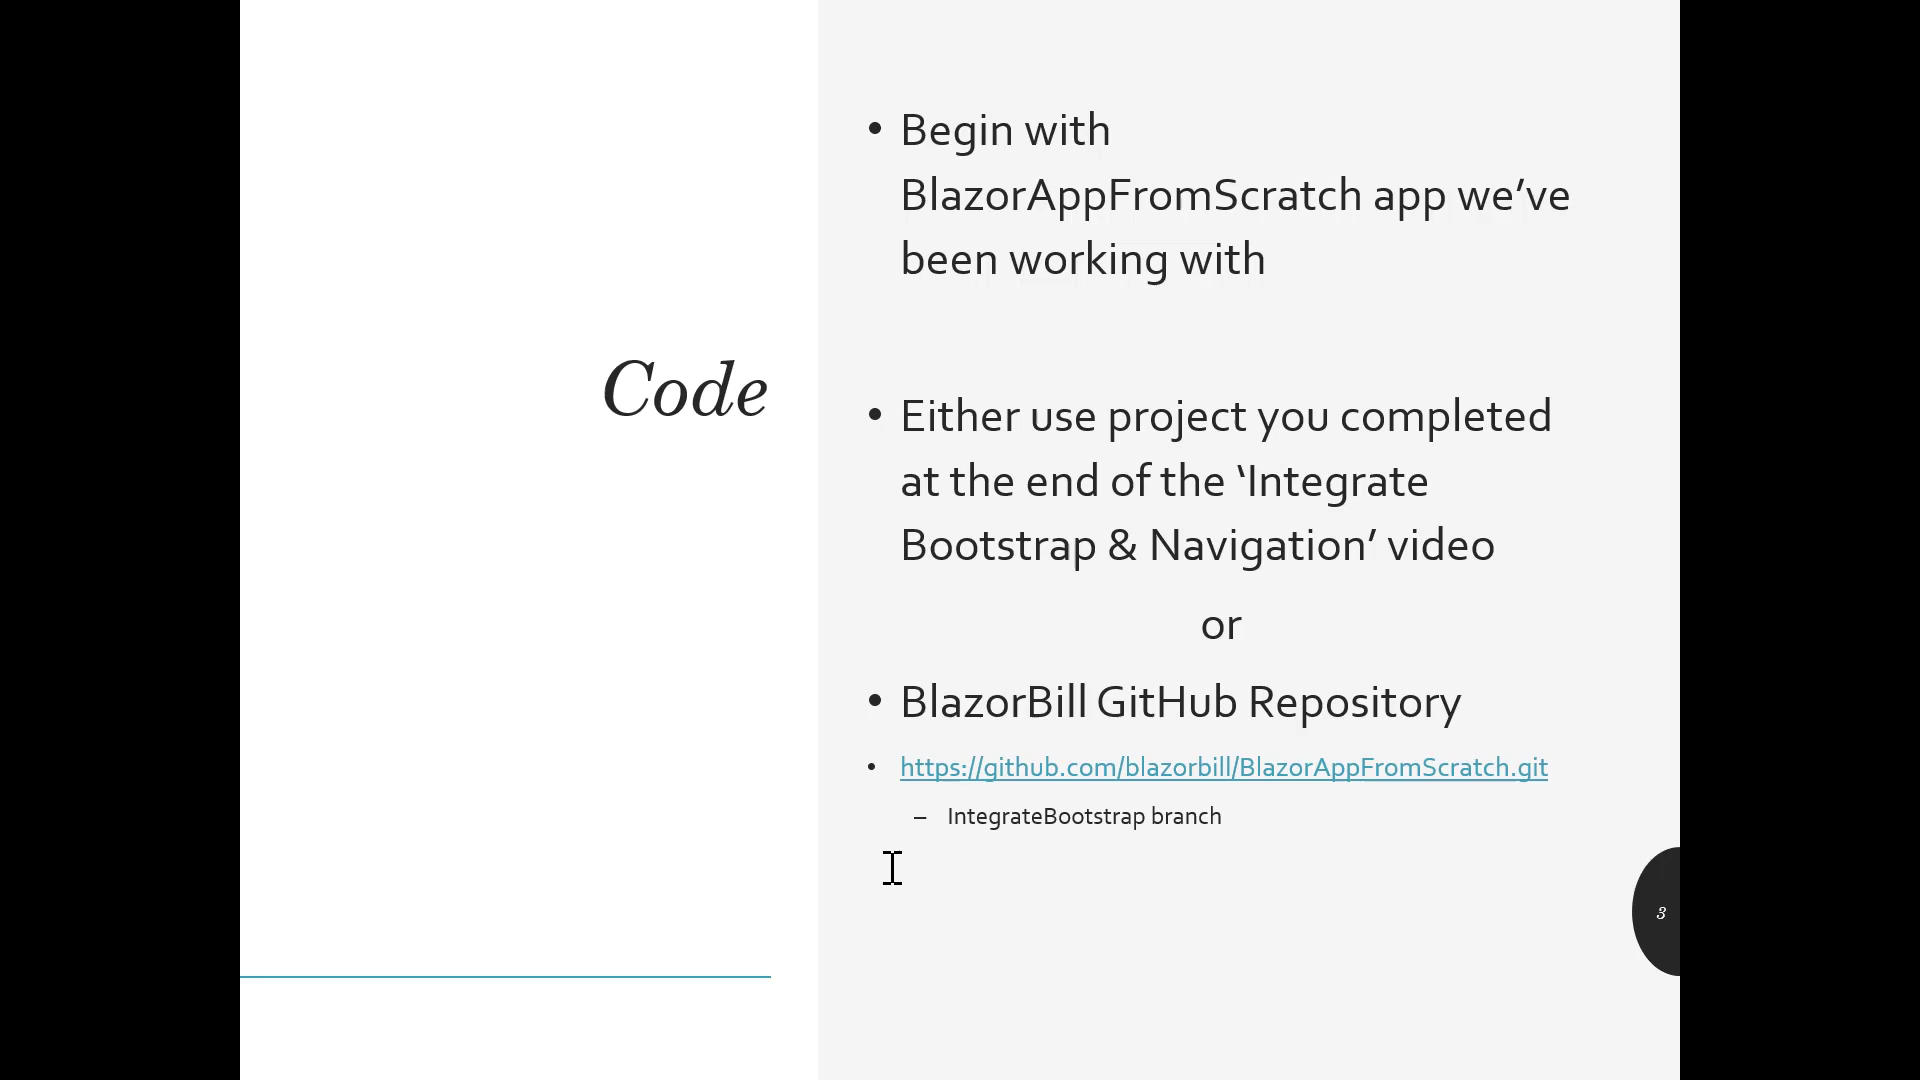 Code
• Begin with
BlazorAppFromScratch app we’ve
been working with
• Either use project you completed
at the end of the ‘Integrate
Bootstrap & Navigation’ video
or
• BlazorBill GitHub Repository
• https://github.com/blazorbill/BlazorAppFromScratch.git
– IntegrateBootstrap branch
3